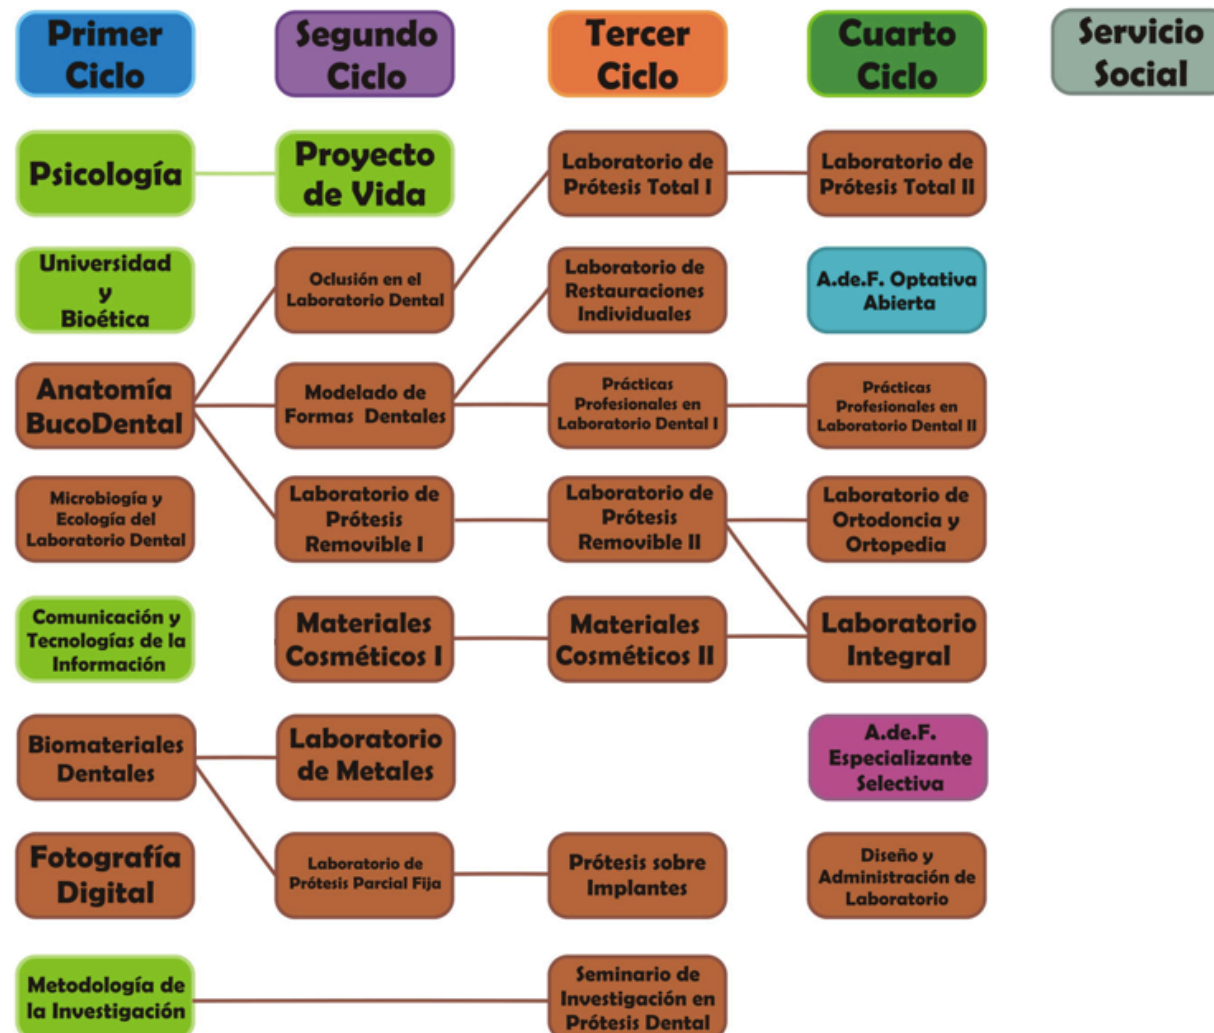 Primer
Ciclo
Segundo
Ciclo
Tercer
Ciclo
Cuarto
Ciclo
Servicio
Social
Psicología
Proyecto
de Vida
Laboratorio de
Prótesis Total I
Laboratorio de
Prótesis Total II
Universidad
y
Bioética
Oclusión en el
Laboratorio Dental
Laboratorio de
Restauraciones
Individuales
A.de.F. Optativa
Abierta
Anatomía
BucoDental
Modelado de
Formas Dentales
Prácticas
Profesionales en
Laboratorio Dental I
Prácticas
Profesionales en
Laboratorio Dental II
Microbiogía y
Ecología del
Laboratorio Dental
Laboratorio de
Prótesis
Removible I
Laboratorio de
Prótesis
Removible II
Laboratorio de
Ortodoncia y
Ortopedia
Comunicación y
Tecnologías de la
Información
Materiales
Cosméticos I
Materiales
Cosméticos II
Laboratorio
Integral
Biomateriales
Dentales
Laboratorio
de Metales
A.de.F.
Especializante
Selectiva
Fotografía
Digital
Laboratorio de
Prótesis Parcial Fija
Prótesis sobre
Implantes
Diseño y
Administración de
Laboratorio
Metodología de
la Investigación
Seminario de
Investigación en
Prótesis Dental